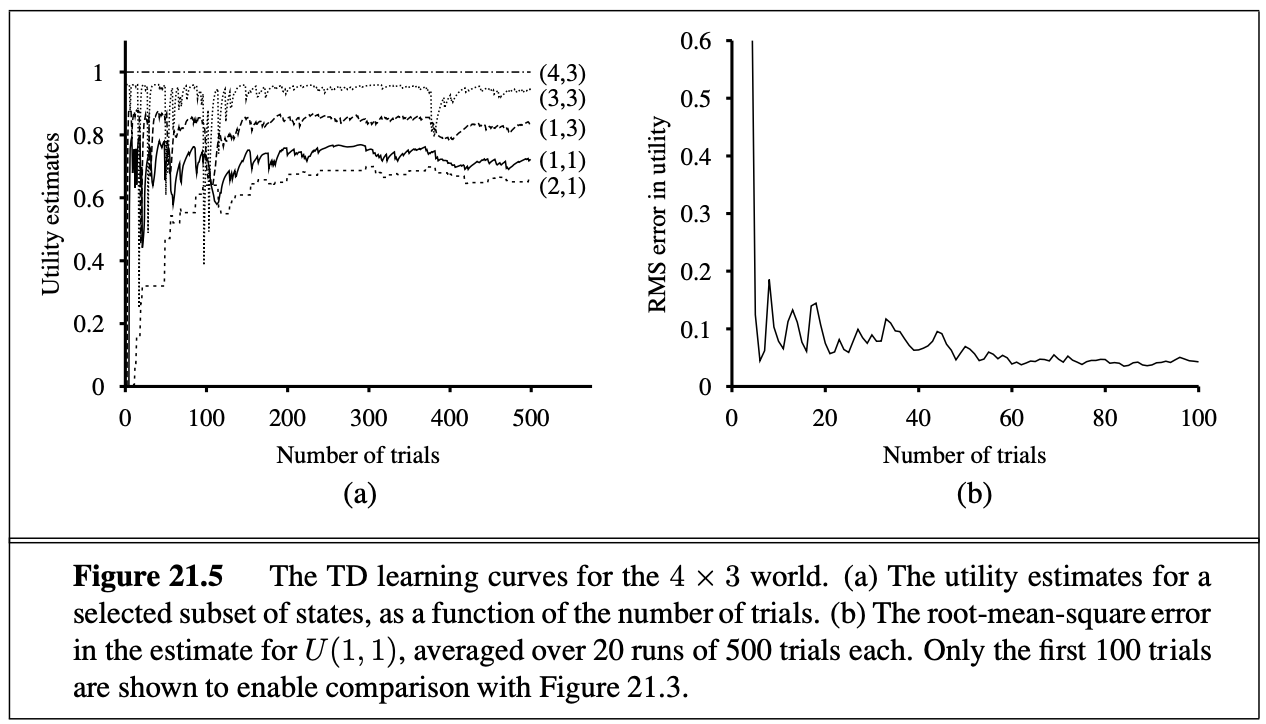 1
0.8
0.6
0.4
0.2
0
Utility estimates
(4,3)
(3,3)
(1,3)
(1,1)
(2,1)
0 100 200 300 400 500
Number of trials
(a)
0.6
0.5
0.4
0.3
0.2
0.1
0
RMS error in utility
0 20 40 60 80 100
Number of trials
(b)
Figure 21.5 The TD learning curves for the 4 × 3 world. (a) The utility estimates for a
selected subset of states, as a function of the number of trials. (b) The root-mean-square error
in the estimate for U(1, 1), averaged over 20 runs of 500 trials each. Only the first 100 trials
are shown to enable comparison with Figure 21.3.